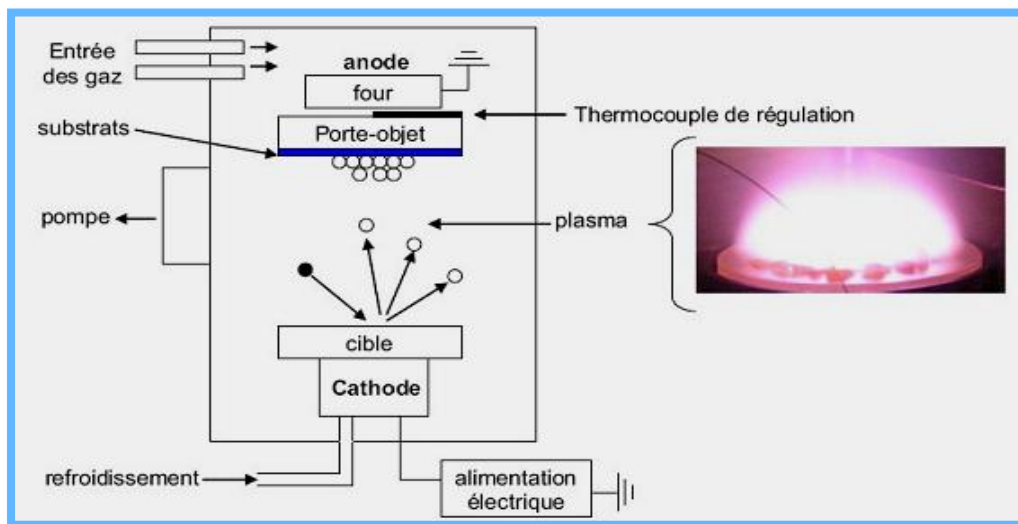 Entrée
des gaz
anode
four
substrats
Porte-objet
Thermocouple de régulation
pompe
plasma
cible
Cathode
refroidissement
alimentation
électrique